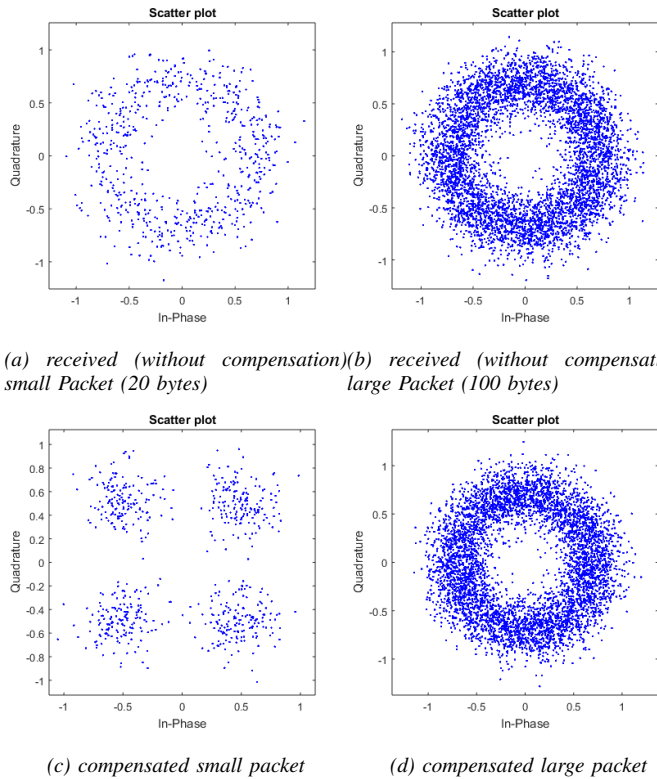 Scatter plot
Quadrature
1
0.5
0
-0.5
-1
-1 -0.5 0 0.5 1
In-Phase
Scatter plot
Quadrature
1
0.5
0
-0.5
-1
-1 -0.5 0 0.5 1
In-Phase
(a) received (without compensation)
small Packet (20 bytes)
(b) received (without compensati
large Packet (100 bytes)
Scatter plot
Quadrature
1
0.8
0.6
0.4
0.2
0
-0.2
-0.4
-0.6
-0.8
-1
-1 -0.5 0 0.5 1
In-Phase
Scatter plot
Quadrature
1
0.5
0
-0.5
-1
-1 -0.5 0 0.5 1
In-Phase
(c) compensated small packet
(d) compensated large packet